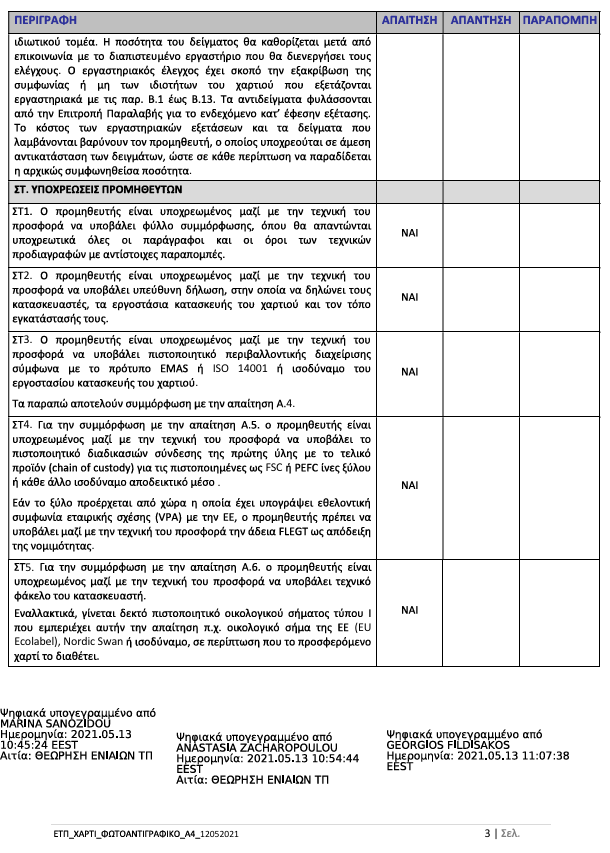 ΠΕΡΙΓΡΑΦΗ ΑΠΑΙΤΗΣΗ ΑΠΑΝΤΗΣΗ ΠΑΡΑΠΟΜΠΗ
ιδιωτικού τομέα. Η ποσότητα του δείγματος θα καθορίζεται μετά από
επικοινωνία με το διαπιστευμένο εργαστήριο που θα διενεργήσει τους
ελέγχους. Ο εργαστηριακός έλεγχος έχει σκοπό την εξακρίβωση της
συμφωνίας ή μη των ιδιοτήτων του χαρτιού που εξετάζονται
εργαστηριακά με τις παρ. Β.1 έως Β.13. Τα αντιδείγματα φυλάσσονται
από την Επιτροπή Παραλαβής για το ενδεχόμενο κατ’ έφεσην εξέτασης.
Το κόστος των εργαστηριακών εξετάσεων και τα δείγματα που
λαμβάνονται βαρύνουν τον προμηθευτή, ο οποίος υποχρεούται σε άμεση
αντικατάσταση των δειγμάτων, ώστε σε κάθε περίπτωση να παραδίδεται
η αρχικώς συμφωνηθείσα ποσότητα.
ΣΤ. ΥΠΟΧΡΕΩΣΕΙΣ ΠΡΟΜΗΘΕΥΤΩΝ
ΣΤ1. Ο προμηθευτής είναι υποχρεωμένος μαζί με την τεχνική του
προσφορά να υποβάλει φύλλο συμμόρφωσης, όπου θα απαντώνται
υποχρεωτικά όλες οι παράγραφοι και οι όροι των τεχνικών
προδιαγραφών με αντίστοιχες παραπομπές.
ΝΑΙ
ΣΤ2. Ο προμηθευτής είναι υποχρεωμένος μαζί με την τεχνική του
προσφορά να υποβάλει υπεύθυνη δήλωση, στην οποία να δηλώνει τους
κατασκευαστές, τα εργοστάσια κατασκευής του χαρτιού και τον τόπο
εγκατάστασής τους.
ΝΑΙ
ΣΤ3. Ο προμηθευτής είναι υποχρεωμένος μαζί με την τεχνική του
προσφορά να υποβάλει πιστοποιητικό περιβαλλοντικής διαχείρισης
σύμφωνα με το πρότυπο EMAS ή ISO 14001 ή ισοδύναμο του
εργοστασίου κατασκευής του χαρτιού.
Τα παραπώ αποτελούν συμμόρφωση με την απαίτηση Α.4.
ΝΑΙ
ΣΤ4. Για την συμμόρφωση με την απαίτηση Α.5. ο προμηθευτής είναι
υποχρεωμένος μαζί με την τεχνική του προσφορά να υποβάλει το
πιστοποιητικό διαδικασιών σύνδεσης της πρώτης ύλης με το τελικό
προϊόν (chain of custody) για τις πιστοποιημένες ως FSC ή PEFC ίνες ξύλου
ή κάθε άλλο ισοδύναμο αποδεικτικό μέσο .
Εάν το ξύλο προέρχεται από χώρα η οποία έχει υπογράψει εθελοντική
συμφωνία εταιρικής σχέσης (VPA) με την ΕΕ, ο προμηθευτής πρέπει να
υποβάλει μαζί με την τεχνική του προσφορά την άδεια FLEGT ως απόδειξη
της νομιμότητας.
ΝΑΙ
ΣΤ5. Για την συμμόρφωση με την απαίτηση Α.6. ο προμηθευτής είναι
υποχρεωμένος μαζί με την τεχνική του προσφορά να υποβάλει τεχνικό
φάκελο του κατασκευαστή.
Εναλλακτικά, γίνεται δεκτό πιστοποιητικό οικολογικού σήματος τύπου Ι
που εμπεριέχει αυτήν την απαίτηση π.χ. οικολογικό σήμα της ΕΕ (EU
Ecolabel), Nordic Swan ή ισοδύναμο, σε περίπτωση που το προσφερόμενο
χαρτί το διαθέτει.
ΝΑΙ
Ψηφιακά υπογεγραμμένο από
MARINA SANOZIDOU
Ημερομηνία: 2021.05.13
10:45:24 EEST
Αιτία: ΘΕΩΡΗΣΗ ΕΝΙΑΙΩΝ ΤΠ
Ψηφιακά υπογεγραμμένο από
ANASTASIA ZACHAROPOULOU
Ημερομηνία: 2021.05.13 10:54:44
EEST
Αιτία: ΘΕΩΡΗΣΗ ΕΝΙΑΙΩΝ ΤΠ
Ψηφιακά υπογεγραμμένο από
GEORGIOS FILDISAKOS
Ημερομηνία: 2021.05.13 11:07:38
EEST
ΕΤΠ_ΧΑΡΤΙ_ΦΩΤΟΑΝΤΙΓΡΑΦΙΚΟ_Α4_12052021 3 | Σελ.